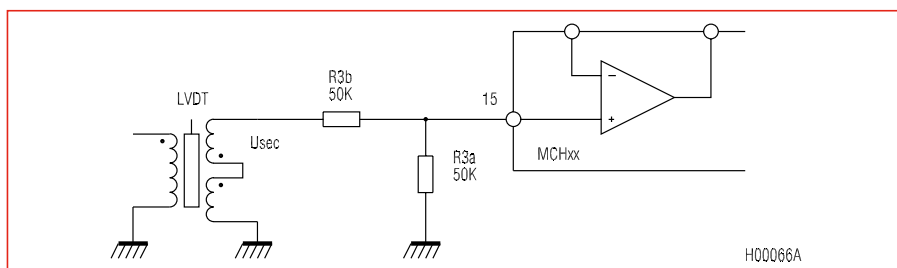 R3b
50K
LVDT
15
Usec
R3a
50K
MCHxx
−
+
H00066A